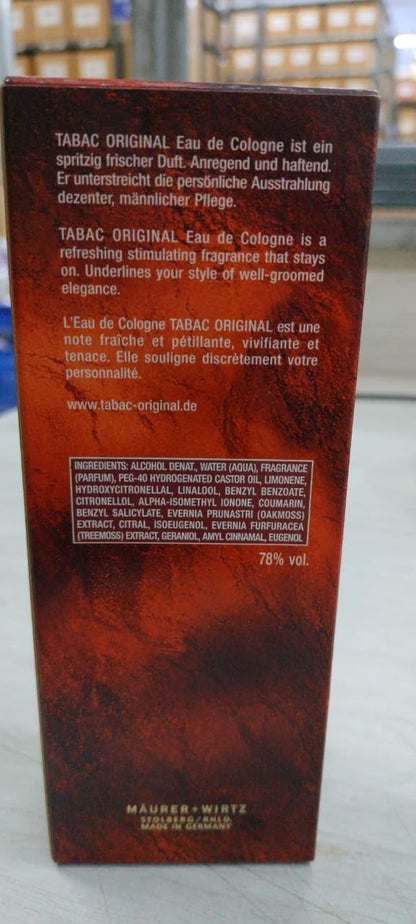 TABAC ORIGINAL Eau de Cologne ist ein
spritzig frischer Duft. Anregend und haftend.
Er unterstreicht die persönliche Ausstrahlung
dezenter, männlicher Pflege.
TABAC ORIGINAL Eau de Cologne is a
refreshing stimulating fragrance that stays
on. Underlines your style of well-groomed
elegance.
L'Eau de Cologne TABAC ORIGINAL est une
note fraîche et pétillante, vivifiante et
tenace. Elle souligne discrètement votre
personnalité.
www.tabac-original.de
INGREDIENTS: ALCOHOL DENAT., WATER (AQUA), FRAGRANCE
(PARFUM), PEG-40 HYDROGENATED CASTOR OIL, LIMONENE,
HYDROXYCITRONELLAL, LINALOOL, BENZYL BENZOATE,
CITRONELLOL, ALPHA-ISOMETHYL IONONE, COUMARIN,
BENZYL SALICYLATE, EVERNIA PRUNASTRI (OAKMOSS)
EXTRACT, CITRAL, ISOEUGENOL, EVERNIA FURFURACEA
(TREEMOSS) EXTRACT, GERANIOL, AMYL CINNAMAL, EUGENOL
78% vol.
MÄURER+WIRTZ
STOLBERG/RHLD.
MADE IN GERMANY